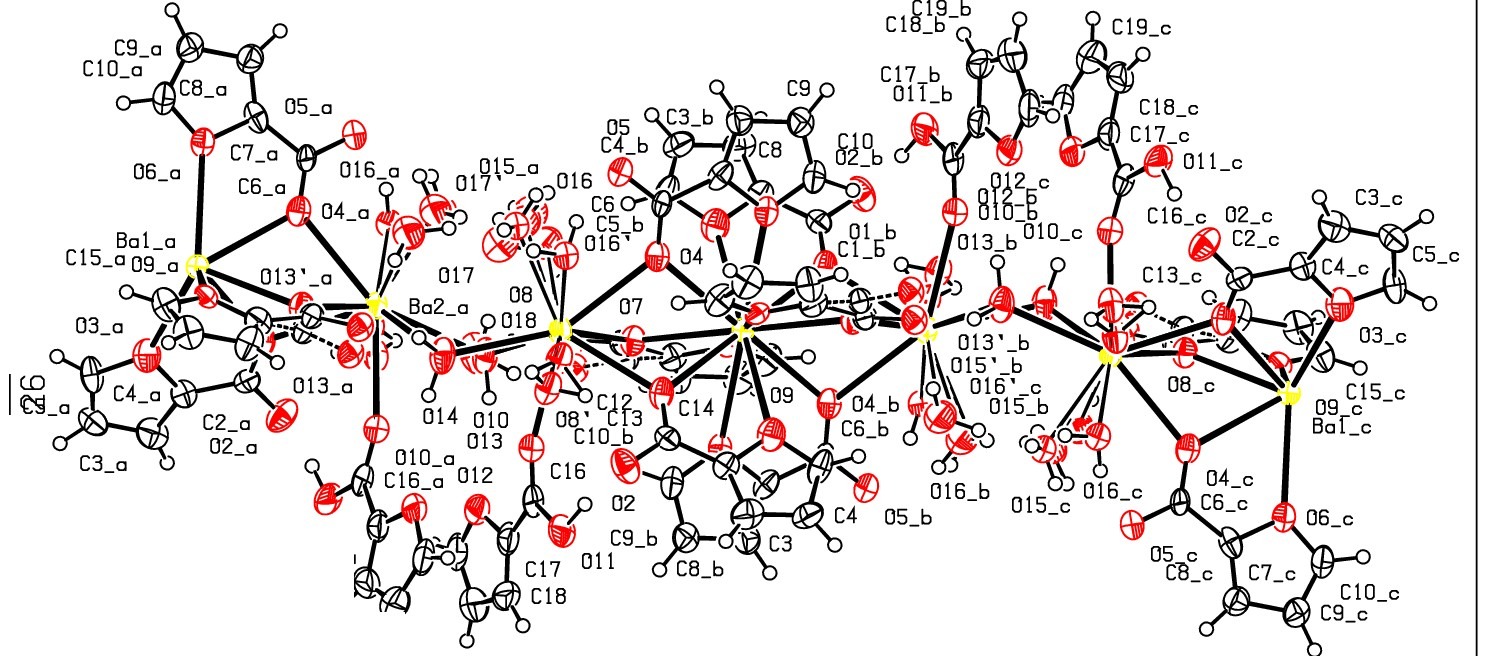 C19_b
C18_b
C19_c
C9_a
C10_a
C8_a
O5_a
C17_b
O11_b
C9
C3_b
O5
C4_b
C8
C10
O2_b
C18_c
C17_c
O11_c
C7_a
O6_a
C6_a
O16_a
O15_a
O17'
O16
C6
C5_b
O16'
O12_c
O12_b
O10_b
O10_c
C16_c
O4_a
O1_b
C1_b
O13_b
O2_c
C2_c
C3_c
C5_c
C4_c
Ba1_a
C15_a
O9_a
O13'_a
O17
O4
C13_c
Ba2_a
O8
O18
O7
O3_c
O3_a
O13'_b
O15'_b
O16'_c
O15_b
O8_c
C15_c
O9_c
Ba1_c
O13_a
C4_a
C2_a
O2_a
C3_a
C5_a
26
O14
O10
O13
O8'
C12
C13
C14
C10_b
O9
O4_b
C6_b
O10_a
C16_a
O12
C16
O2
C9_b
C8_b
C3
C4
O5_b
O16_b
O15_c
O16_c
O4_c
C6_c
O6_c
O11
C17
C18
O5_c
C8_c
C7_c
C10_c
C9_c